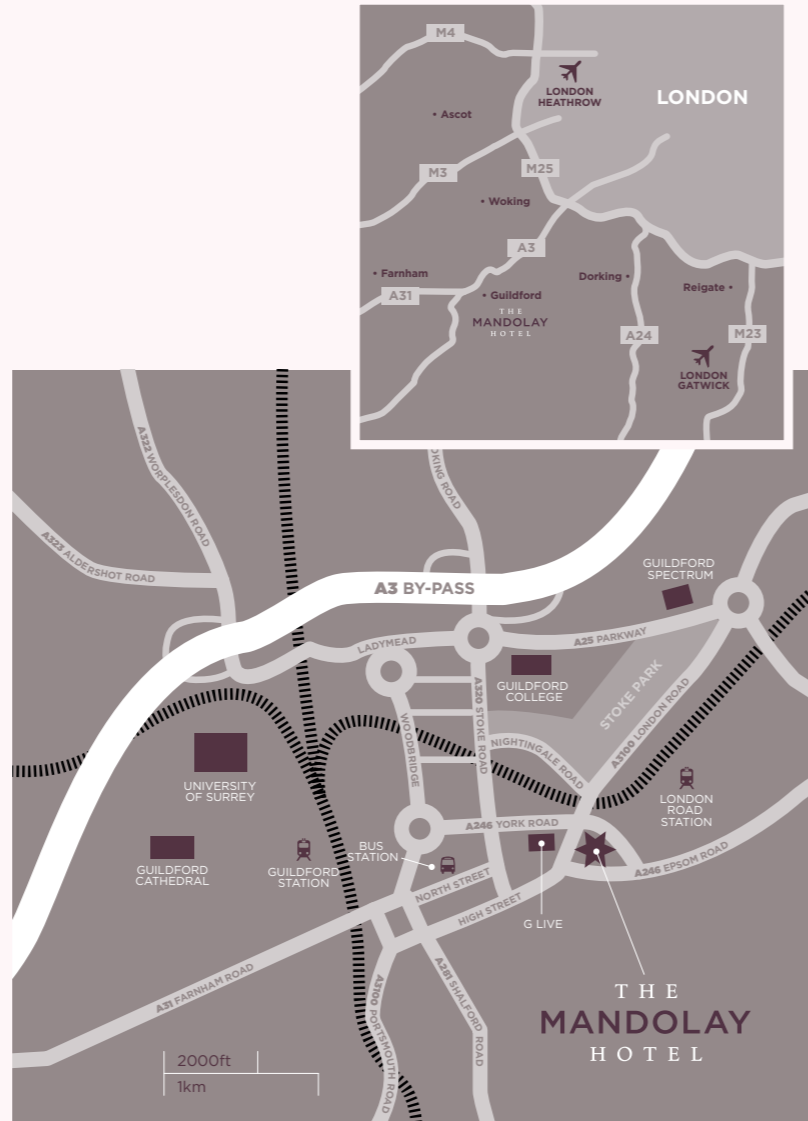 M4
LONDON
HEATHROW
LONDON
• Ascot
M3
M25
• Woking
A3
• Farnham
Dorking •
A31
• Guildford
Reigate •
THE
MANDOLAY
HOTEL
A24
M23
LONDON
GATWICK
A322 WORPLESDON ROAD
OKING ROAD
A323 ALDERSHOT ROAD
GUILDFORD
SPECTRUM
A3 BY-PASS
LADYMEAD
A25 PARKWAY
GUILDFORD
COLLEGE
STOKE PARK
A320 STOKE ROAD
A3100 LONDON ROAD
WOODBRIDGE
NIGHTINGALE ROAD
UNIVERSITY
OF SURREY
LONDON
ROAD
STATION
A246 YORK ROAD
BUS
STATION
GUILDFORD
CATHEDRAL
GUILDFORD
STATION
NORTH STREET
A246 EPSOM ROAD
HIGH STREET
G LIVE
A31 FARNHAM ROAD
A3100 PORTSMOUTH ROAD
A281 SHALFORD ROAD
THE
MANDOLAY
HOTEL
2000ft
1km